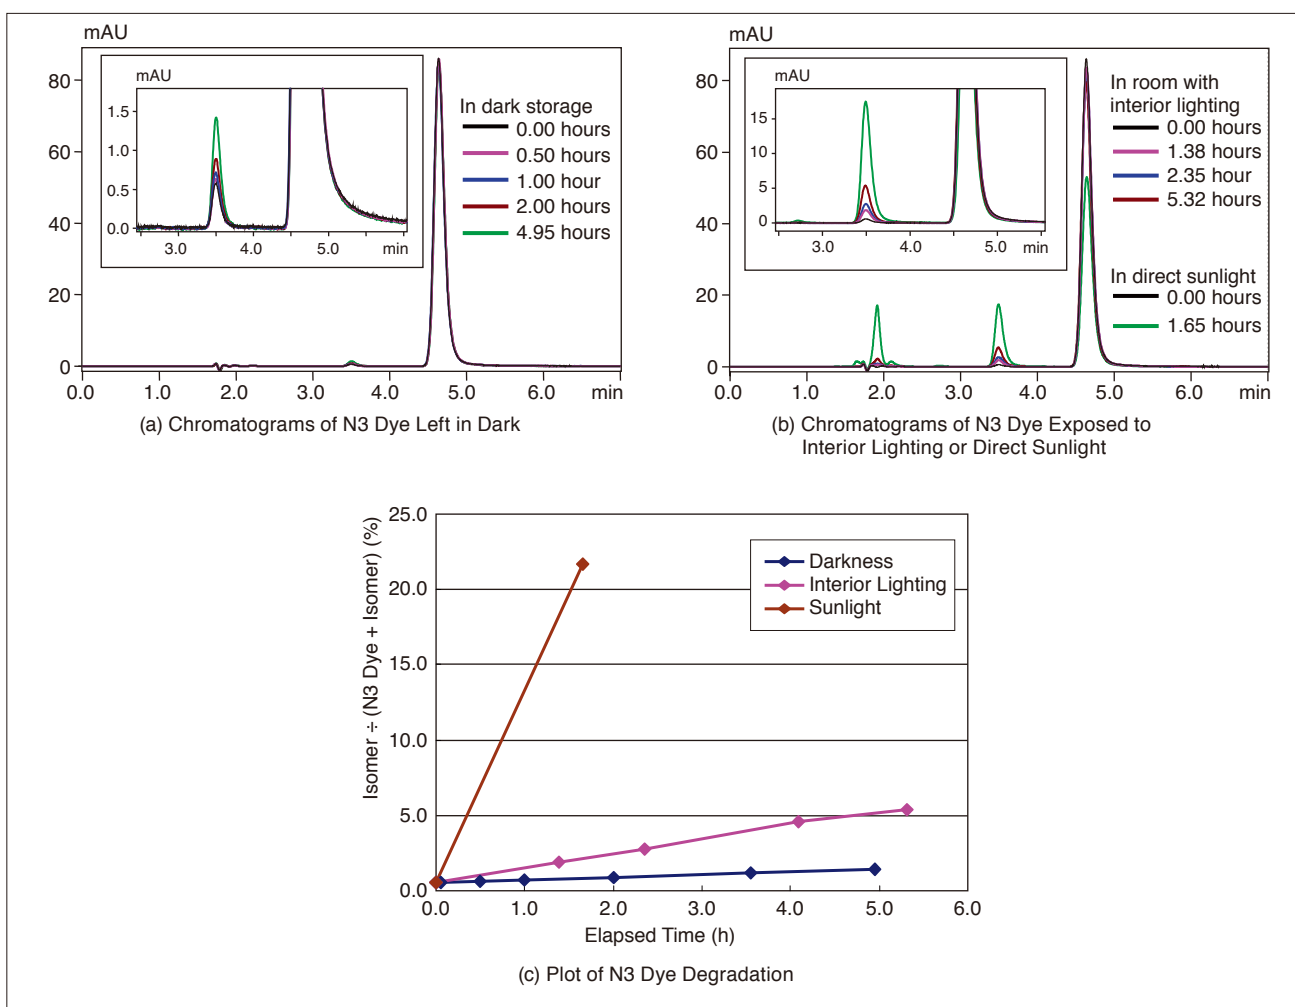 mAU
80
60
40
20
0
0.0 1.0 2.0 3.0 4.0 5.0 6.0 min
mAU
1.5
1.0
0.5
0.0
3.0 4.0 5.0 min
In dark storage
0.00 hours
0.50 hours
1.00 hour
2.00 hours
4.95 hours
(a) Chromatograms of N3 Dye Left in Dark
mAU
80
60
40
20
0
0.0 1.0 2.0 3.0 4.0 5.0 6.0 min
mAU
15
10
5
0
3.0 4.0 5.0 min
In room with
interior lighting
0.00 hours
1.38 hours
2.35 hour
5.32 hours
In direct sunlight
0.00 hours
1.65 hours
(b) Chromatograms of N3 Dye Exposed to
Interior Lighting or Direct Sunlight
Isomer ÷ (N3 Dye + Isomer) (%)
25.0
20.0
15.0
10.0
5.0
0.0
0.0 1.0 2.0 3.0 4.0 5.0 6.0
Elapsed Time (h)
Darkness
Interior Lighting
Sunlight
(c) Plot of N3 Dye Degradation